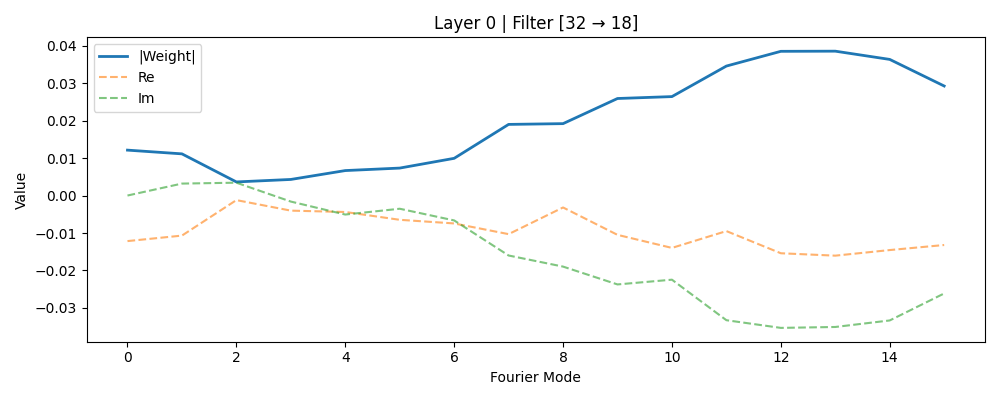 Layer 0 | Filter [32 → 18]
|Weight|
Re
Im
0.04
0.03
0.02
0.01
0.00
−0.01
−0.02
−0.03
Value
0 2 4 6 8 10 12 14
Fourier Mode